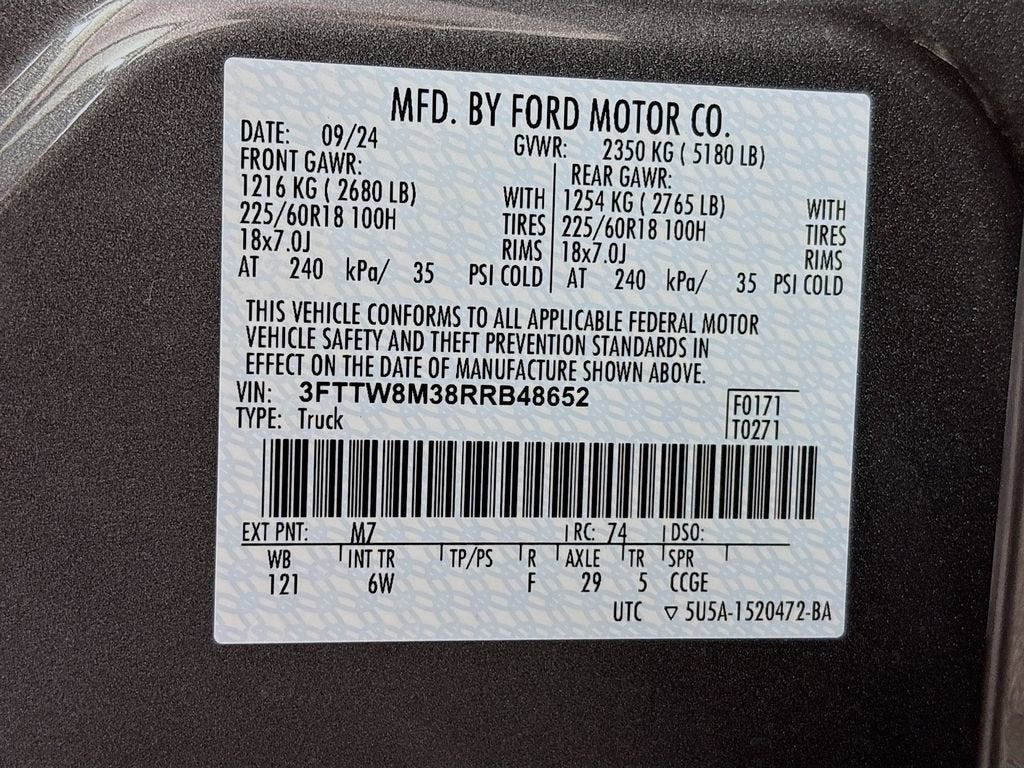 MFD. BY FORD MOTOR CO.
DATE: 09/24 GVWR: 2350 KG ( 5180 LB)
FRONT GAWR: REAR GAWR:
1216 KG ( 2680 LB) WITH 1254 KG ( 2765 LB) WITH
225/60R18 100H TIRES 225/60R18 100H TIRES
18x7.0J RIMS 18x7.0J RIMS
AT 240 kPa/ 35 PSI COLD AT 240 kPa/ 35 PSI COLD
THIS VEHICLE CONFORMS TO ALL APPLICABLE FEDERAL MOTOR
VEHICLE SAFETY AND THEFT PREVENTION STANDARDS IN
EFFECT ON THE DATE OF MANUFACTURE SHOWN ABOVE.
VIN: 3FTTW8M38RRB48652 F0171
TYPE: Truck T0271
EXT PNT: M7 RC: 74 DSO:
WB INT TR TP/PS R AXLE TR SPR
121 6W F 29 5 CCGE
UTC ▽ 5U5A-1520472-BA